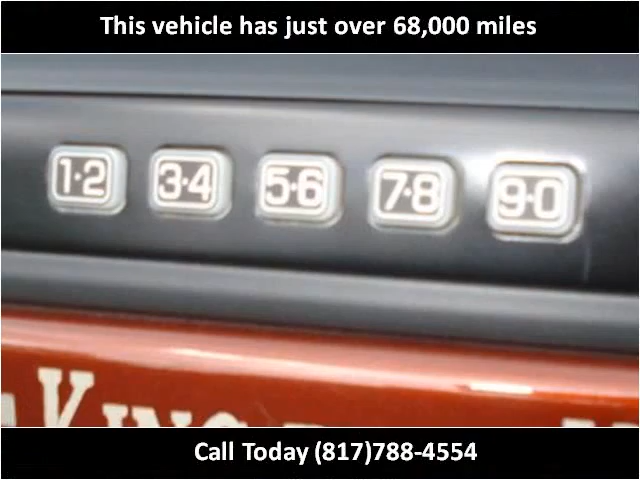 This vehicle has just over 68,000 miles
1·2 3·4 5·6 7·8 9·0
KING
Call Today (817)788-4554